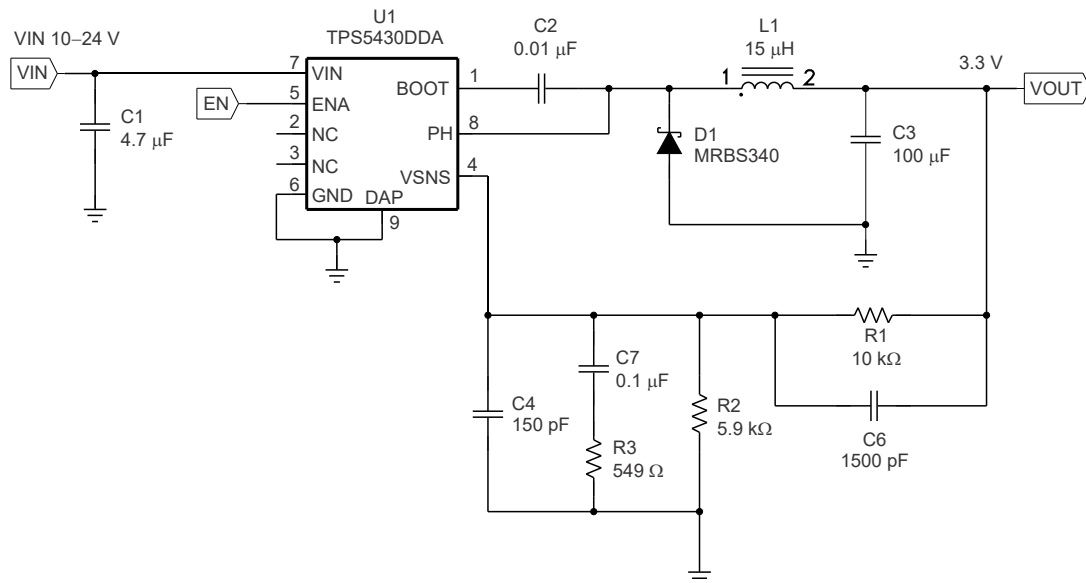 U1
TPS5430DDA
VIN 10–24 V
VIN
EN
C1
4.7 μF
7
5
2
3
6
VIN
ENA
NC
NC
GND
DAP
9
BOOT
PH
VSNS
1
8
4
C2
0.01 μF
L1
15 μH
1
2
D1
MRBS340
C3
100 μF
3.3 V
VOUT
C4
150 pF
C7
0.1 μF
R3
549 Ω
R2
5.9 kΩ
R1
10 kΩ
C6
1500 pF